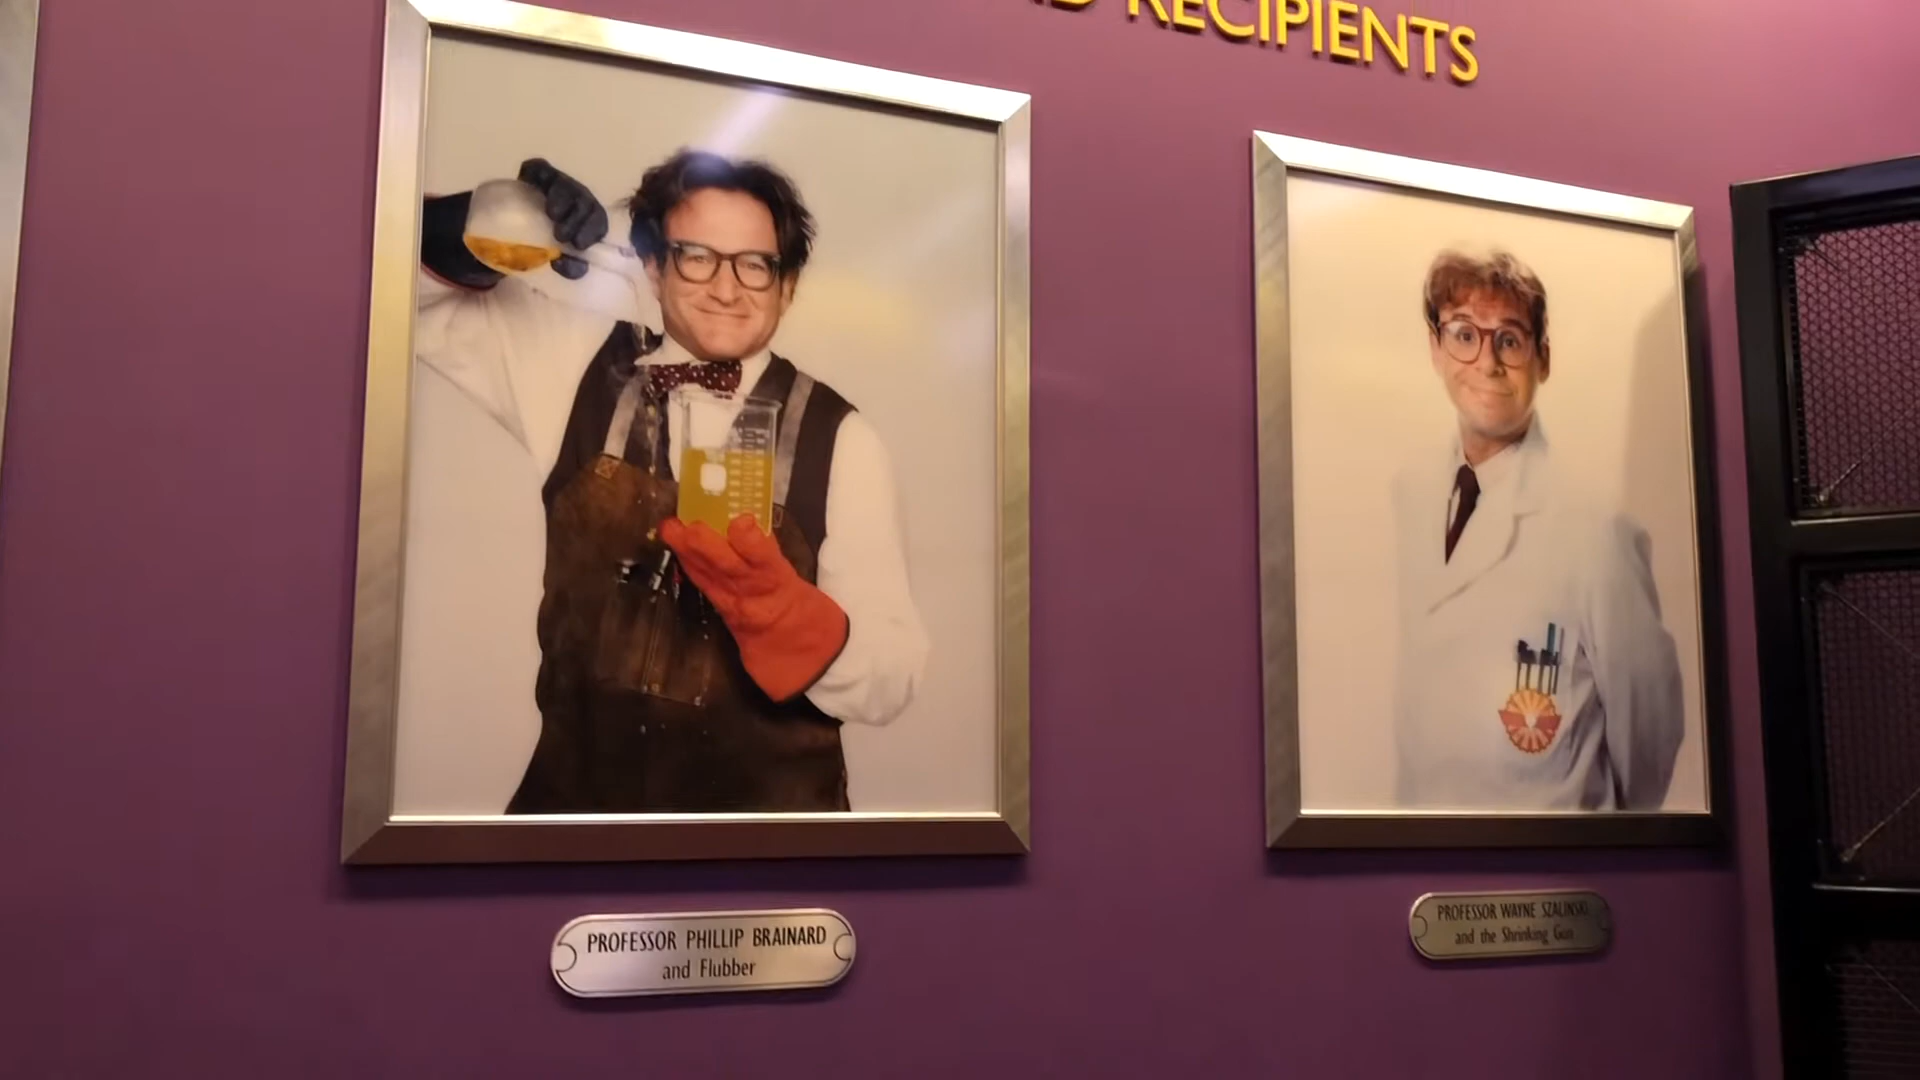 RECIPIENTS
PROFESSOR PHILLIP BRAINARD
and Flubber
PROFESSOR WAYNE SZALINSKI
and the Shrinking Gun